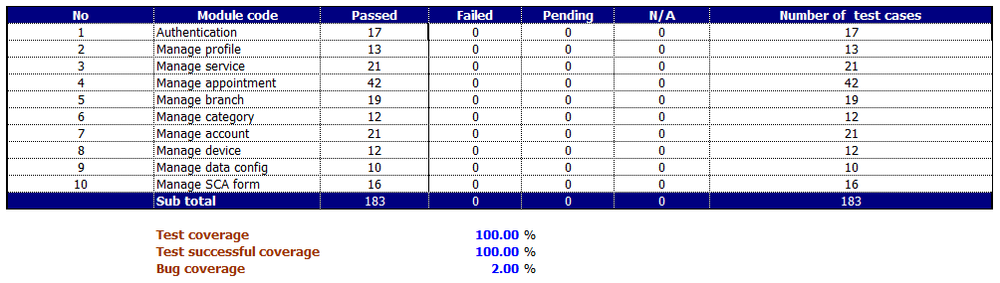 No Module code Passed Failed Pending N/A Number of  test cases
1 Authentication 17 0 0 0 17
2 Manage profile 13 0 0 0 13
3 Manage service 21 0 0 0 21
4 Manage appointment 42 0 0 0 42
5 Manage branch 19 0 0 0 19
6 Manage category 12 0 0 0 12
7 Manage account 21 0 0 0 21
8 Manage device 12 0 0 0 12
9 Manage data config 10 0 0 0 10
10 Manage SCA form 16 0 0 0 16
Sub total 183 0 0 0 183
Test coverage 100.00 %
Test successful coverage 100.00 %
Bug coverage 2.00 %